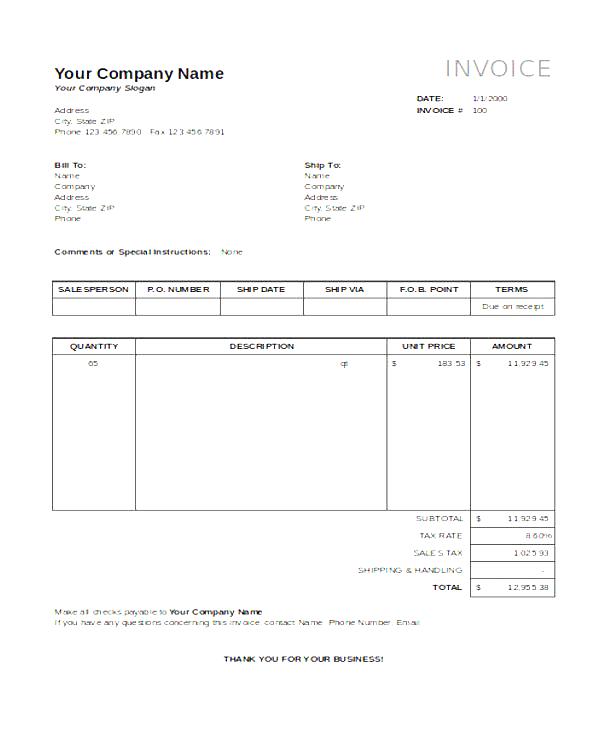 INVOICE
Your Company Name
Your Company Slogan
DATE: 1/1/2000
INVOICE # 100
Address
City, State ZIP
Phone 123.456.7890 Fax 123.456.7891
Bill To: Ship To:
Name Name
Company Company
Address Address
City, State ZIP City, State ZIP
Phone Phone
Comments or Special Instructions: None
SALESPERSON P.O. NUMBER SHIP DATE SHIP VIA F.O.B. POINT TERMS
Due on receipt
QUANTITY DESCRIPTION UNIT PRICE AMOUNT
65 qt $ 183.53 $ 11,929.45
SUBTOTAL $ 11,929.45
TAX RATE 8.60%
SALES TAX 1,025.93
SHIPPING & HANDLING -
TOTAL $ 12,955.38
Make all checks payable to Your Company Name
If you have any questions concerning this invoice, contact Name, Phone Number, Email
THANK YOU FOR YOUR BUSINESS!